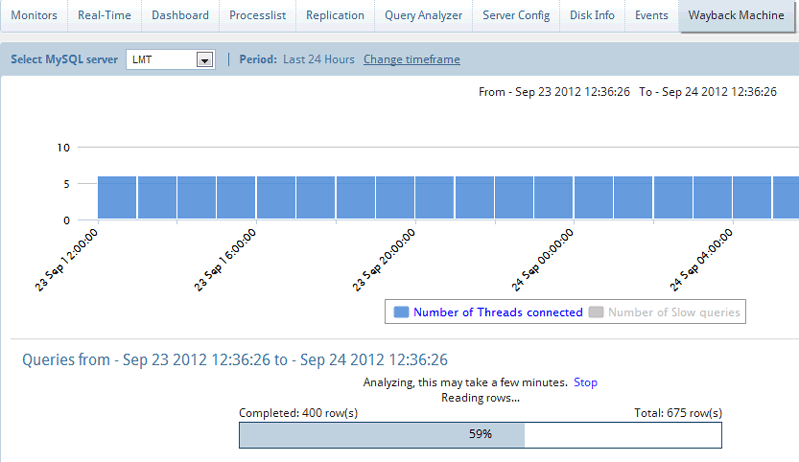 Monitors Real-Time Dashboard Processlist Replication Query Analyzer Server Config Disk Info Events Wayback Machine
Select MySQL server LMT Period: Last 24 Hours Change timeframe
From - Sep 23 2012 12:36:26 To - Sep 24 2012 12:36:26
10
5
0
23 Sep 12:00:00 23 Sep 16:00:00 23 Sep 20:00:00 24 Sep 00:00:00 24 Sep 04:00:00
Number of Threads connected Number of Slow queries
Queries from - Sep 23 2012 12:36:26 to - Sep 24 2012 12:36:26
Analyzing, this may take a few minutes. Stop
Reading rows...
Completed: 400 row(s) Total: 675 row(s)
59%